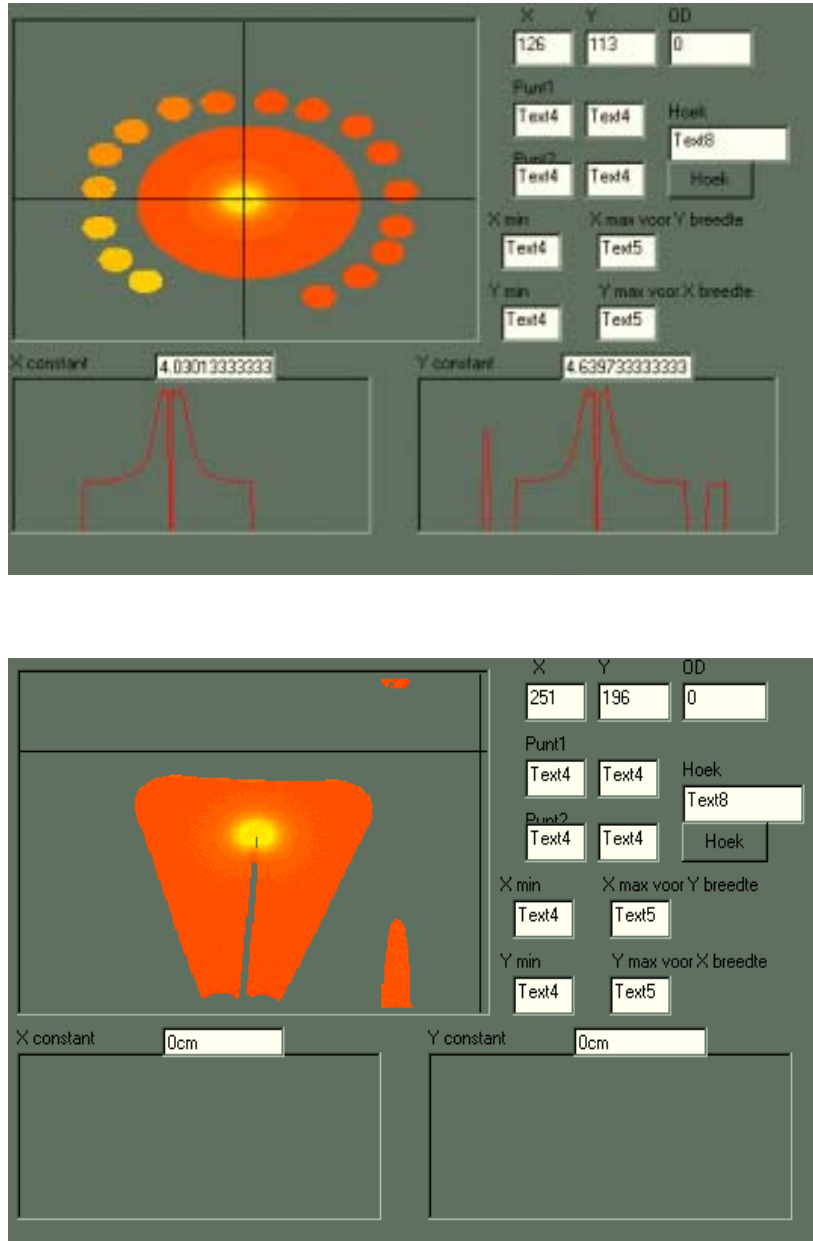 X Y OD
126 113 0
Punt1
Text4 Text4 Hoek
Text8
Punt2
Text4 Text4 Hoek
X min X max voor Y breedte
Text4 Text5
Y min Y max voor X breedte
Text4 Text5
X constant 4.03013333333 Y constant 4.639733333333
X Y OD
251 196 0
Punt1
Text4 Text4 Hoek
Text8
Punt2
Text4 Text4 Hoek
X min X max voor Y breedte
Text4 Text5
Y min Y max voor X breedte
Text4 Text5
X constant 0cm Y constant 0cm